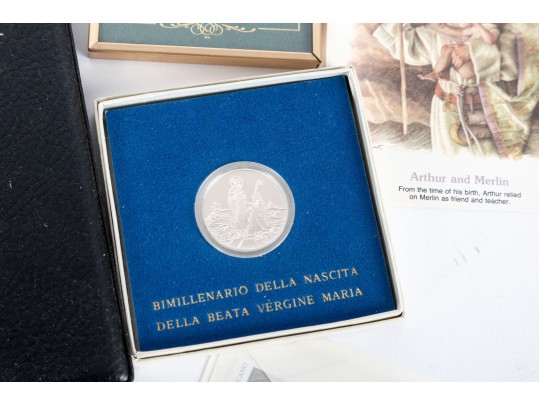 Arthur and Merlin
From the time of his birth, Arthur relied
on Merlin as friend and teacher.
BIMILLENARIO DELLA NASCITA
DELLA BEATA VERGINE MARIA